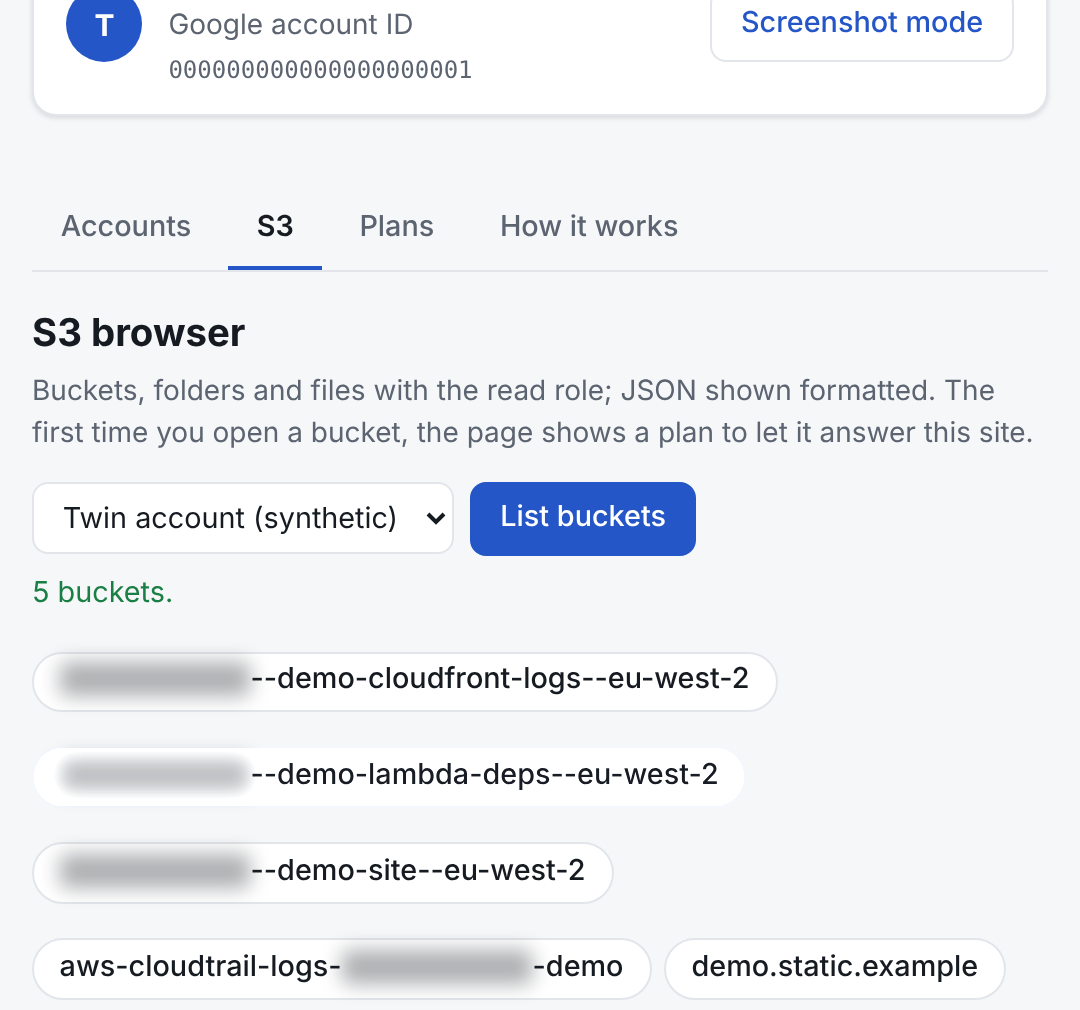 T
Google account ID
000000000000000000001
Screenshot mode
Accounts
S3
Plans
How it works
S3 browser
Buckets, folders and files with the read role; JSON shown formatted. The
first time you open a bucket, the page shows a plan to let it answer this site.
Twin account (synthetic)
List buckets
5 buckets.
--demo-cloudfront-logs--eu-west-2
--demo-lambda-deps--eu-west-2
--demo-site--eu-west-2
aws-cloudtrail-logs- -demo
demo.static.example